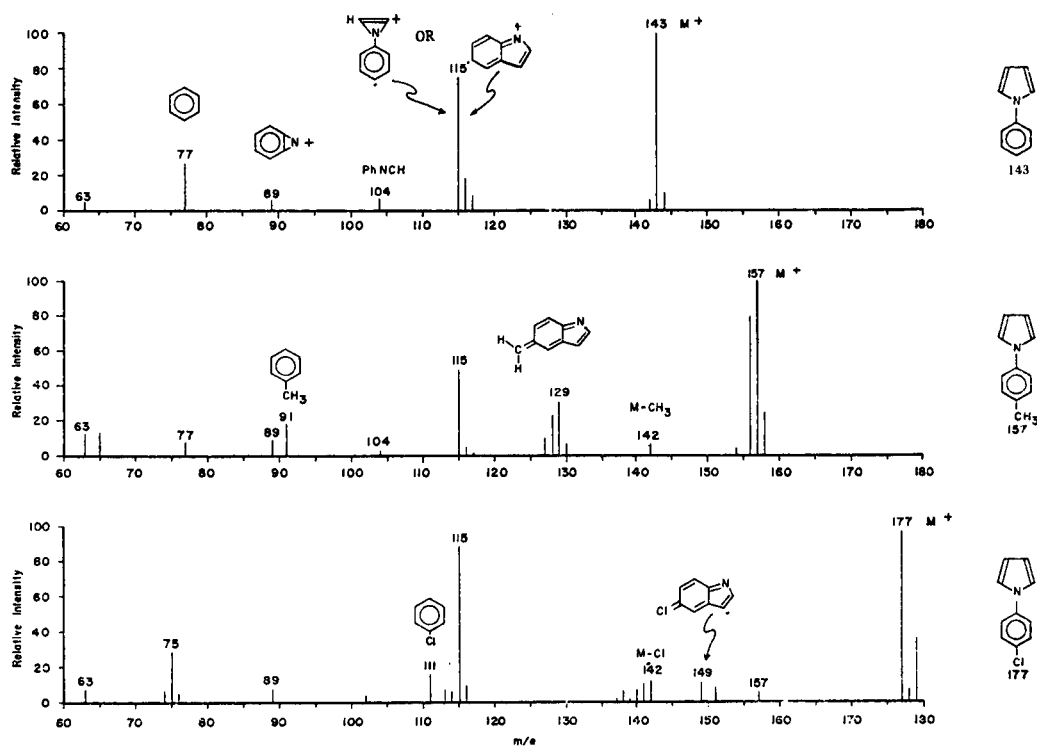 H + N OR + N 143 M +
100
80
60
40
20
0
Relative Intensity
115
77
N +
PhNCH
63
89
104
60 70 80 90 100 110 120 130 140 150 160 170 180
N
143
157 M +
100
80
60
40
20
0
Relative Intensity
H
C
H
N
115
CH3
91
129
M-CH3
63
77
89
104
142
60 70 80 90 100 110 120 130 140 150 160 170 180
N
CH3
157
177 M +
100
80
60
40
20
0
Relative Intensity
115
N
Cl
Cl
75
111
M-Cl
142
149
63
89
157
60 70 80 90 100 110 120 130 140 150 160 170 130
m/e
N
Cl
177